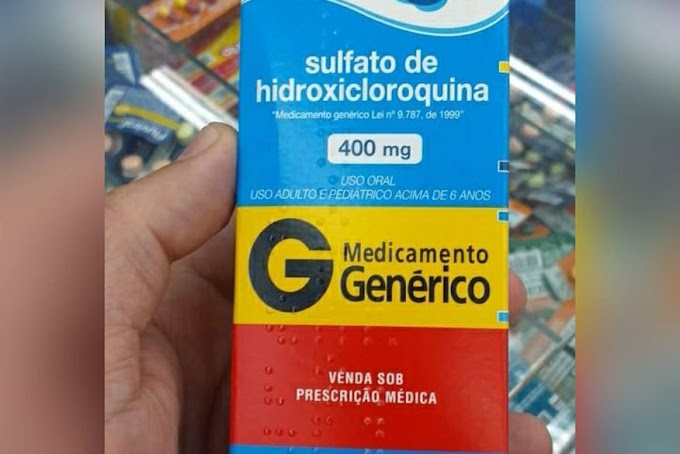 sulfato de
hidroxicloroquina
"Medicamento genérico Lei nº 9.787, de 1999"
400 mg
USO ORAL
USO ADULTO E PEDIÁTRICO ACIMA DE 6 ANOS
G Medicamento
Genérico
VENDA SOB
PRESCRIÇÃO MÉDICA